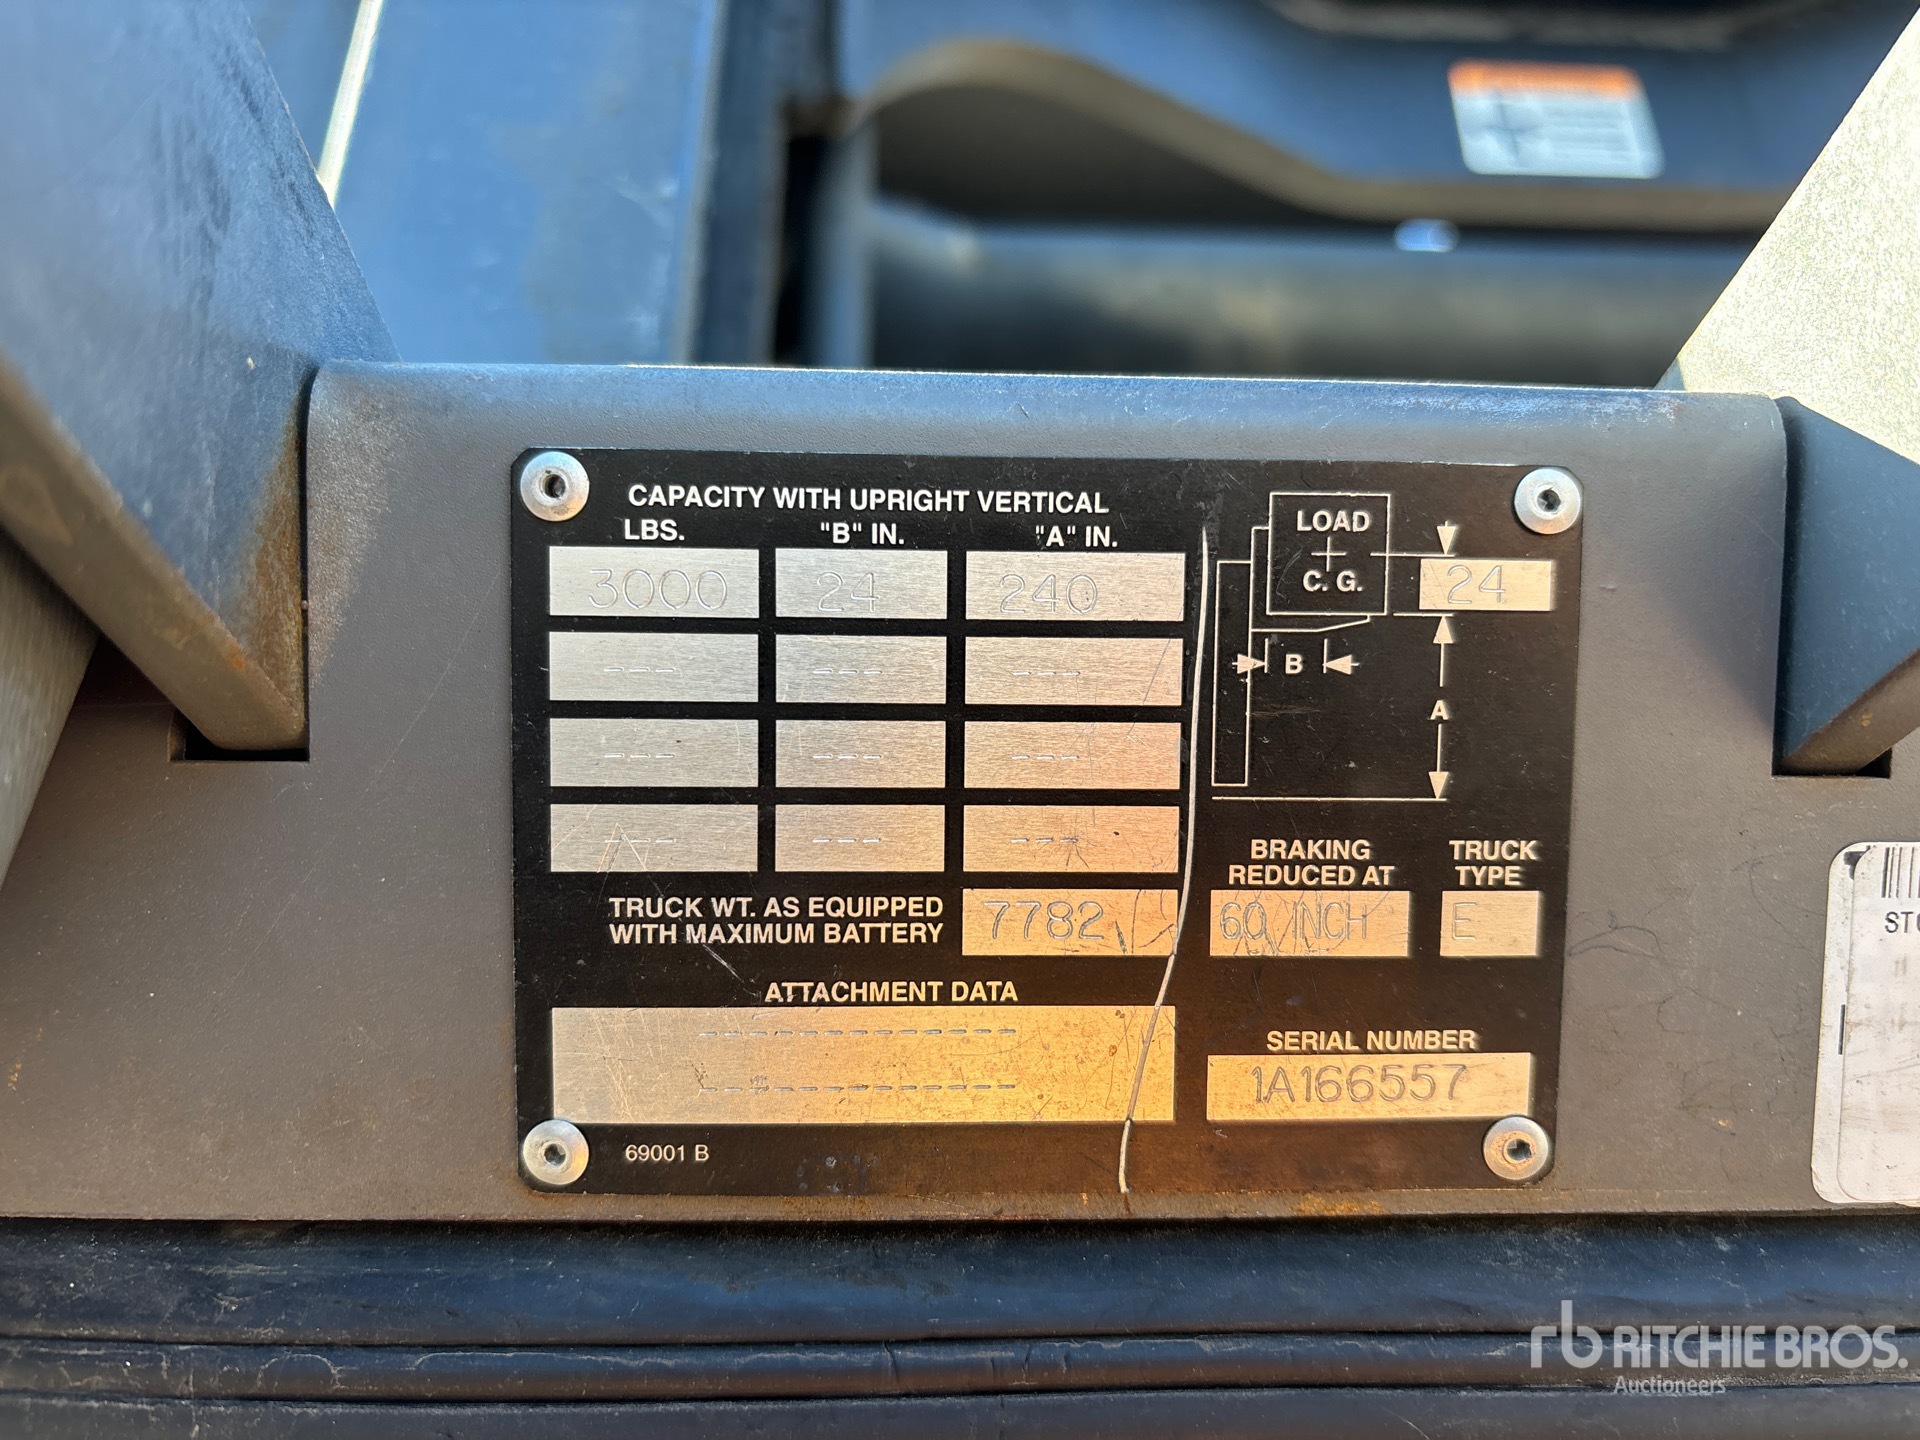 CAPACITY WITH UPRIGHT VERTICAL
LBS. "B" IN. "A" IN.
3000 24 240
--- --- ---
--- --- ---
--- --- ---
TRUCK WT. AS EQUIPPED
WITH MAXIMUM BATTERY
7782
ATTACHMENT DATA
------------
------------
69001 B
LOAD
C. G.
24
B
A
BRAKING
REDUCED AT
60 INCH
TRUCK
TYPE
E
SERIAL NUMBER
1A166557
rb RITCHIE BROS.
Auctioneers